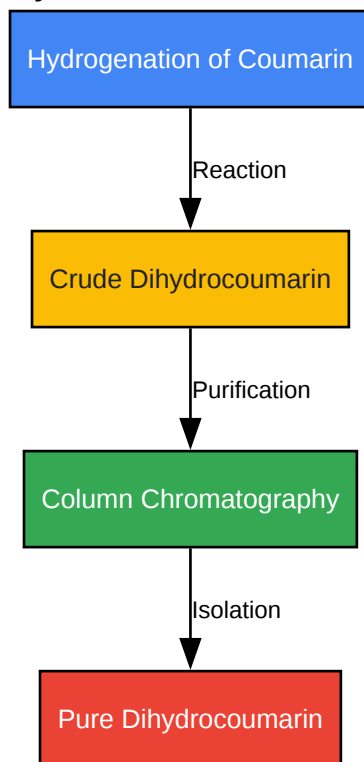 Hydrogenation of Coumarin
Reaction
Crude Dihydrocoumarin
Purification
Column Chromatography
Isolation
Pure Dihydrocoumarin